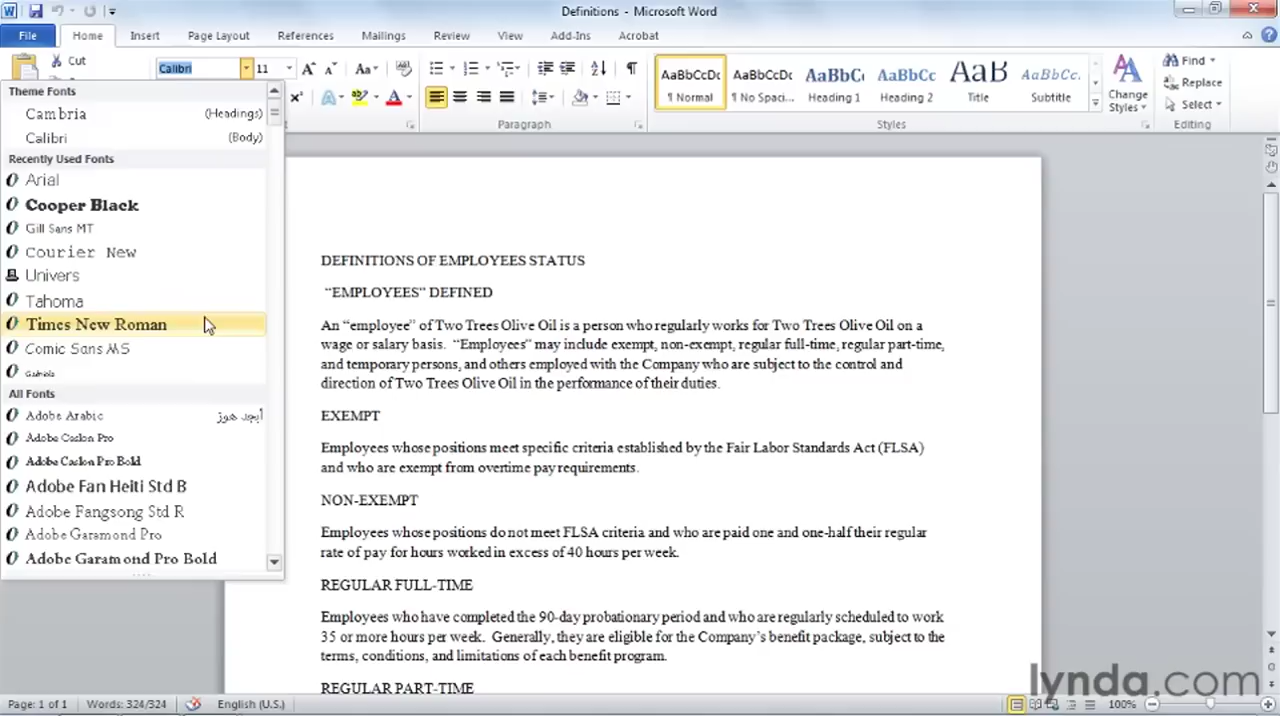 Definitions - Microsoft Word
File Home Insert Page Layout References Mailings Review View Add-Ins Acrobat
Cut
Calibri 11 Aa
AaBbCcDc AaBbCcDc AaBbC AaBbCc AaB AaBbCc.
¶ Normal ¶ No Spaci... Heading 1 Heading 2 Title Subtitle
Change Styles
Find
Replace
Select
Paragraph Styles Editing
Theme Fonts
Cambria (Headings)
Calibri (Body)
Recently Used Fonts
Arial
Cooper Black
Gill Sans MT
Courier New
Univers
Tahoma
Times New Roman
Comic Sans MS
Gabriola
All Fonts
Adobe Arabic أبجد هوز
Adobe Caslon Pro
Adobe Caslon Pro Bold
Adobe Fan Heiti Std B
Adobe Fangsong Std R
Adobe Garamond Pro
Adobe Garamond Pro Bold
DEFINITIONS OF EMPLOYEES STATUS
“EMPLOYEES” DEFINED
An “employee” of Two Trees Olive Oil is a person who regularly works for Two Trees Olive Oil on a
wage or salary basis. “Employees” may include exempt, non-exempt, regular full-time, regular part-time,
and temporary persons, and others employed with the Company who are subject to the control and
direction of Two Trees Olive Oil in the performance of their duties.
EXEMPT
Employees whose positions meet specific criteria established by the Fair Labor Standards Act (FLSA)
and who are exempt from overtime pay requirements.
NON-EXEMPT
Employees whose positions do not meet FLSA criteria and who are paid one and one-half their regular
rate of pay for hours worked in excess of 40 hours per week.
REGULAR FULL-TIME
Employees who have completed the 90-day probationary period and who are regularly scheduled to work
35 or more hours per week. Generally, they are eligible for the Company’s benefit package, subject to the
terms, conditions, and limitations of each benefit program.
REGULAR PART-TIME
lynda.com
Page: 1 of 1 Words: 324/324 English (U.S.) 100%